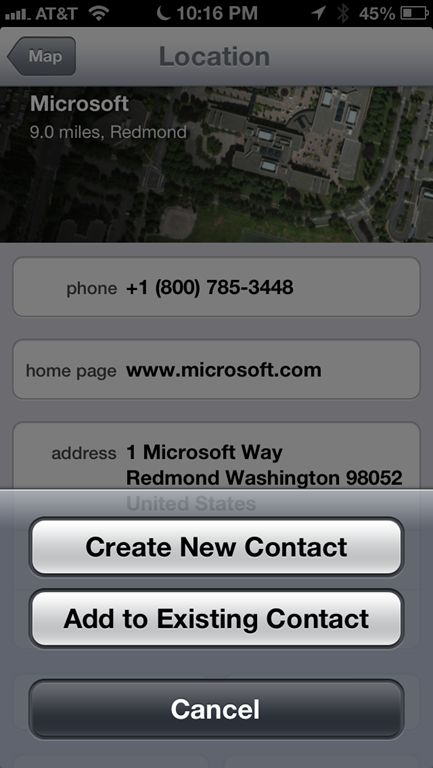 AT&T 10:16 PM 45%
Map Location
Microsoft
9.0 miles, Redmond
phone +1 (800) 785-3448
home page www.microsoft.com
address 1 Microsoft Way
Redmond Washington 98052
United States
Create New Contact
Add to Existing Contact
Cancel